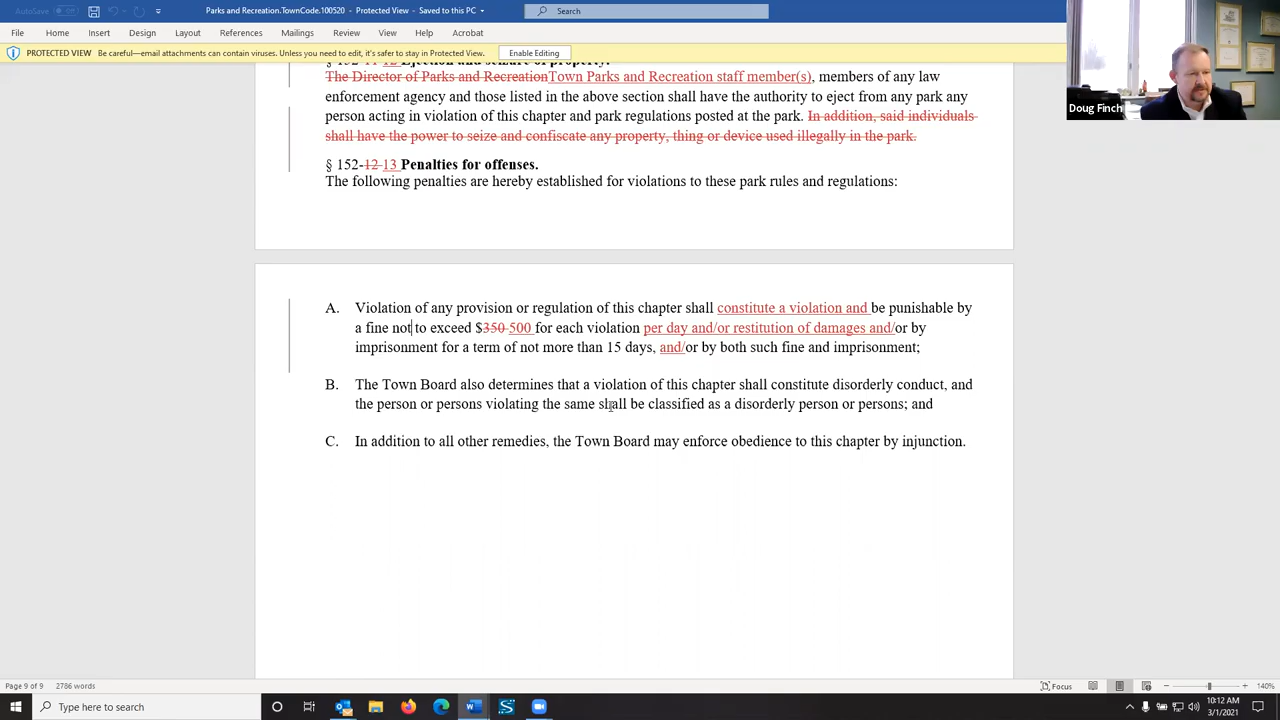 AutoSave Off Parks and Recreation.TownCode.100520 - Protected View - Saved to this PC Search
File Home Insert Design Layout References Mailings Review View Help Acrobat
PROTECTED VIEW Be careful—email attachments can contain viruses. Unless you need to edit, it's safer to stay in Protected View. Enable Editing
§ 152-11 12 Ejection and seizure of property.
The Director of Parks and RecreationTown Parks and Recreation staff member(s), members of any law
enforcement agency and those listed in the above section shall have the authority to eject from any park any
person acting in violation of this chapter and park regulations posted at the park. In addition, said individuals
shall have the power to seize and confiscate any property, thing or device used illegally in the park.
§ 152-12 13 Penalties for offenses.
The following penalties are hereby established for violations to these park rules and regulations:
A. Violation of any provision or regulation of this chapter shall constitute a violation and be punishable by
a fine not to exceed $350 500 for each violation per day and/or restitution of damages and/or by
imprisonment for a term of not more than 15 days, and/or by both such fine and imprisonment;
B. The Town Board also determines that a violation of this chapter shall constitute disorderly conduct, and
the person or persons violating the same shall be classified as a disorderly person or persons; and
C. In addition to all other remedies, the Town Board may enforce obedience to this chapter by injunction.
Doug Finch
Page 9 of 9 2786 words Focus 140%
Type here to search
10:12 AM
3/1/2021